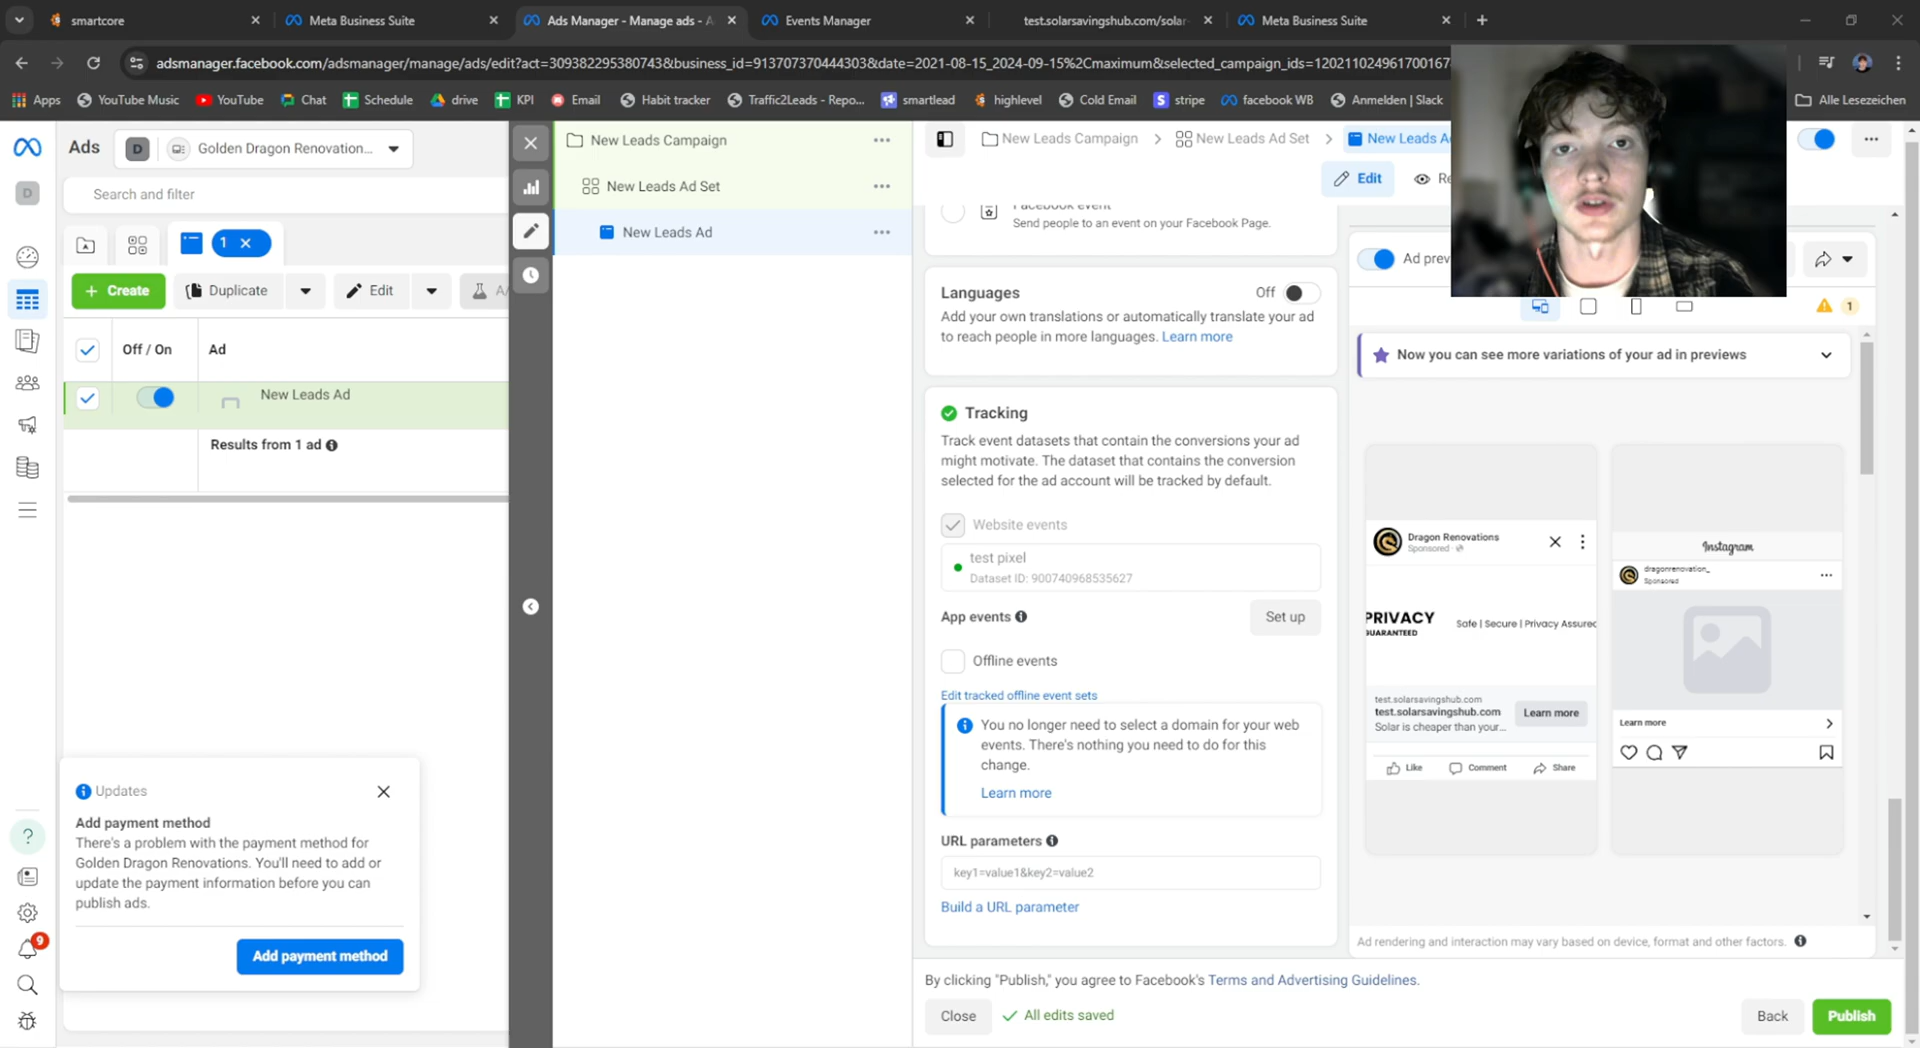 smartcore
Meta Business Suite
Ads Manager - Manage ads - A
Events Manager
test.solarsavingshub.com/solar
Meta Business Suite
adsmanager.facebook.com/adsmanager/manage/ads/edit?act=309382295380743&business_id=913707370444303&date=2021-08-15_2024-09-15%2Cmaximum&selected_campaign_ids=120211024961700167
Apps
YouTube Music
YouTube
Chat
Schedule
drive
KPI
Email
Habit tracker
Traffic2Leads - Repo...
smartlead
highlevel
Cold Email
stripe
facebook WB
Anmelden | Slack
Alle Lesezeichen
Ads
D
Golden Dragon Renovation...
D
Search and filter
1
Create
Duplicate
Edit
A/
Off / On
Ad
New Leads Ad
Results from 1 ad
Updates
Add payment method
There's a problem with the payment method for
Golden Dragon Renovations. You'll need to add or
update the payment information before you can
publish ads.
Add payment method
?
9
New Leads Campaign
New Leads Ad Set
New Leads Ad
New Leads Campaign
New Leads Ad Set
New Leads A
Edit
Re
Facebook event
Send people to an event on your Facebook Page.
Languages
Off
Add your own translations or automatically translate your ad
to reach people in more languages. Learn more
Tracking
Track event datasets that contain the conversions your ad
might motivate. The dataset that contains the conversion
selected for the ad account will be tracked by default.
Website events
test pixel
Dataset ID: 900740968535627
App events
Set up
Offline events
Edit tracked offline event sets
You no longer need to select a domain for your web
events. There's nothing you need to do for this
change.
Learn more
URL parameters
key1=value1&key2=value2
Build a URL parameter
Ad prev
1
Now you can see more variations of your ad in previews
Dragon Renovations
Sponsored
PRIVACY
GUARANTEED
Safe | Secure | Privacy Assured
test.solarsavingshub.com
test.solarsavingshub.com
Solar is cheaper than your...
Learn more
Like
Comment
Share
Instagram
dragonrenovation_
Sponsored
Learn more
Ad rendering and interaction may vary based on device, format and other factors.
By clicking "Publish," you agree to Facebook's Terms and Advertising Guidelines.
Close
All edits saved
Back
Publish